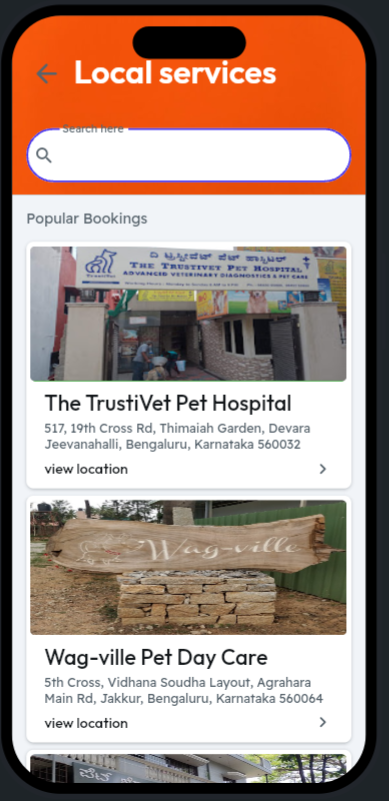 Local services
Search here
Popular Bookings
ದಿ ಟ್ರಸ್ಟಿವೆಟ್ ಪೆಟ್ ಹಾಸ್ಪಿಟಲ್
THE TRUSTIVET PET HOSPITAL
ADVANCED VETERINARY DIAGNOSTICS & PET CARE
The TrustiVet Pet Hospital
517, 19th Cross Rd, Thimaiah Garden, Devara
Jeevanahalli, Bengaluru, Karnataka 560032
view location
Wag-ville
Wag-ville Pet Day Care
5th Cross, Vidhana Soudha Layout, Agrahara
Main Rd, Jakkur, Bengaluru, Karnataka 560064
view location